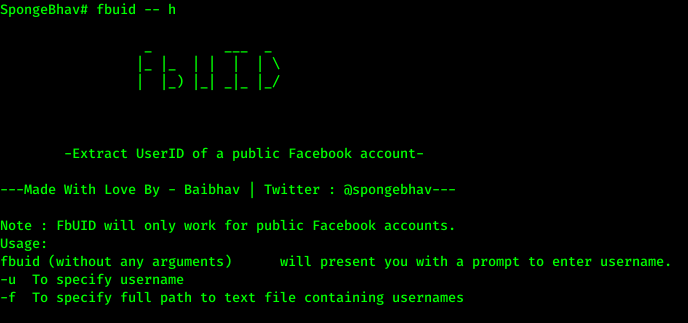 SpongeBhav# fbuid -- h
FbUID
-Extract UserID of a public Facebook account-
---Made With Love By - Baibhav | Twitter : @spongebhav---
Note : FbUID will only work for public Facebook accounts.
Usage:
fbuid (without any arguments)      will present you with a prompt to enter username.
-u  To specify username
-f  To specify full path to text file containing usernames